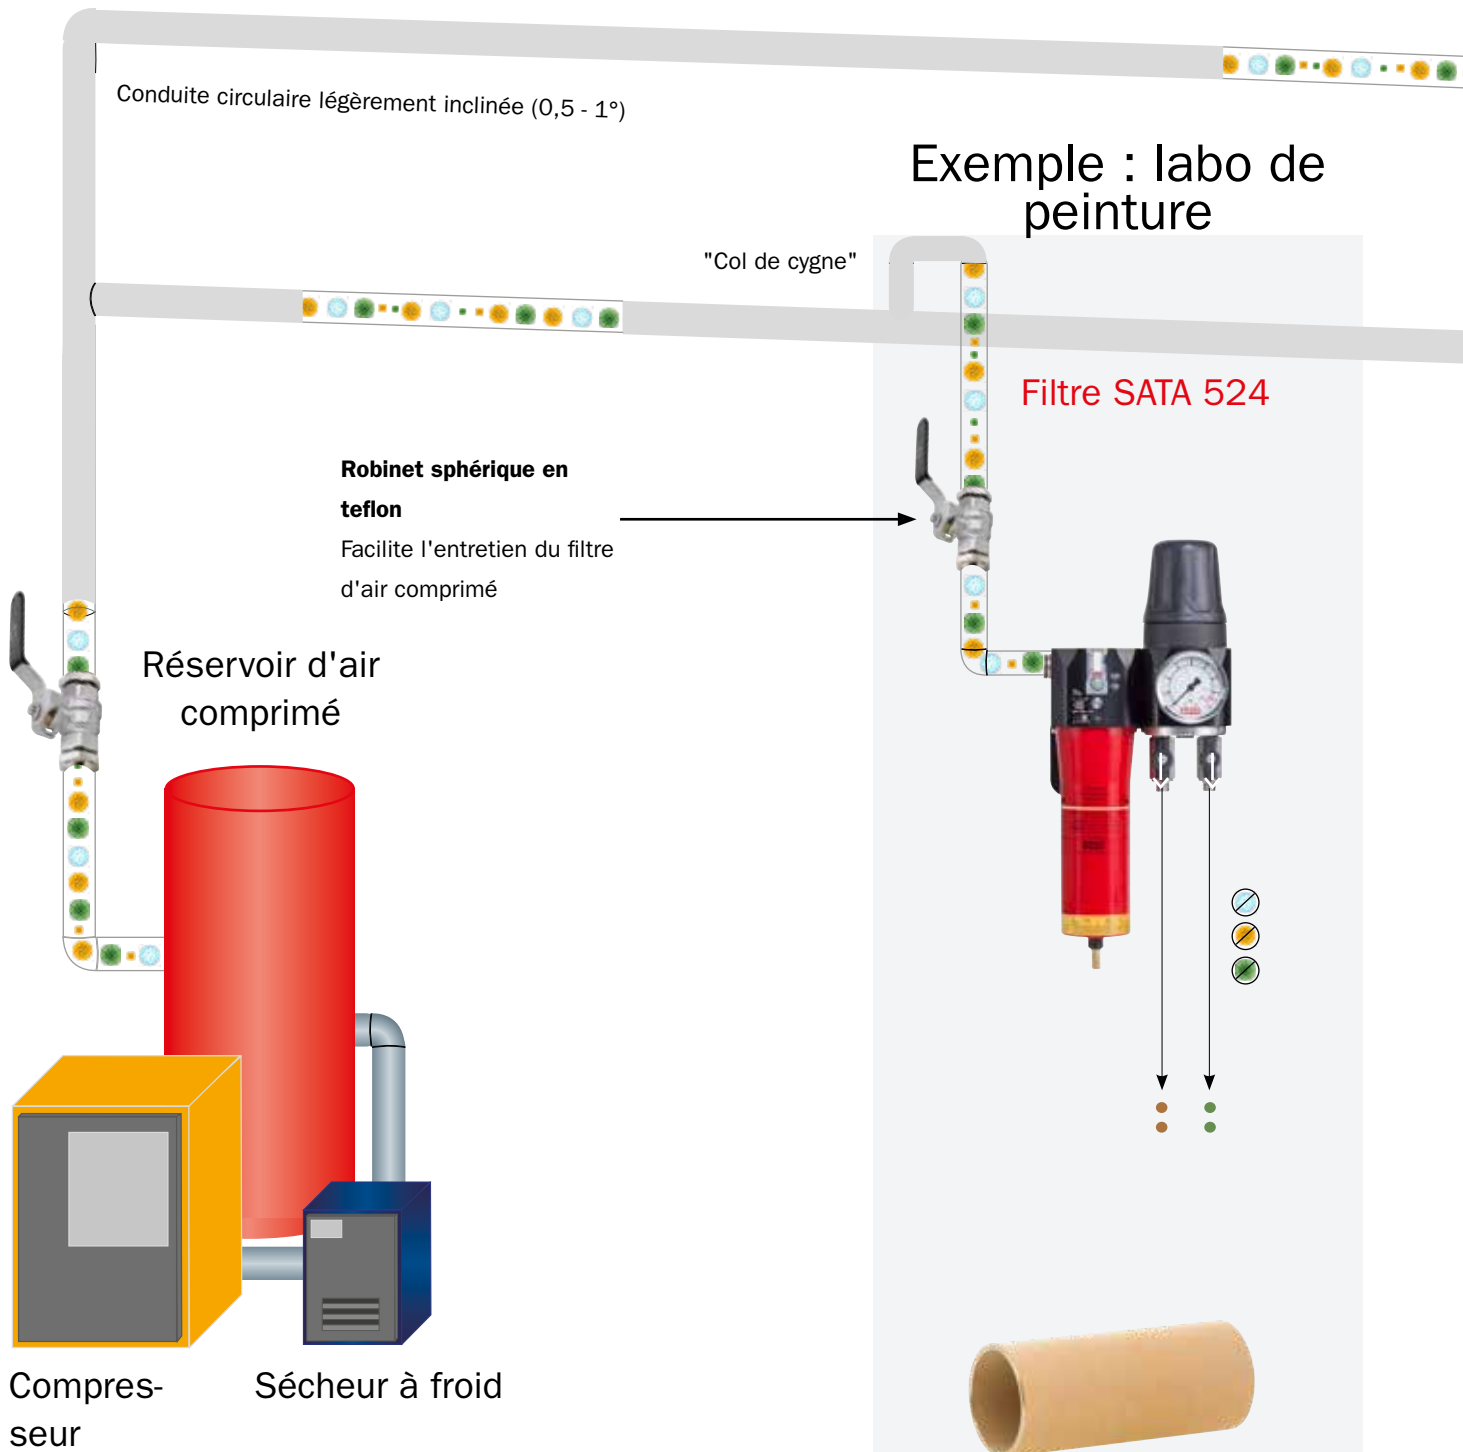 Conduite circulaire légèrement inclinée (0,5 - 1°)
Exemple : labo de
peinture
"Col de cygne"
Filtre SATA 524
Robinet sphérique en
teflon
Facilite l'entretien du filtre
d'air comprimé
Réservoir d'air
comprimé
Compres-
seur
Sécheur à froid